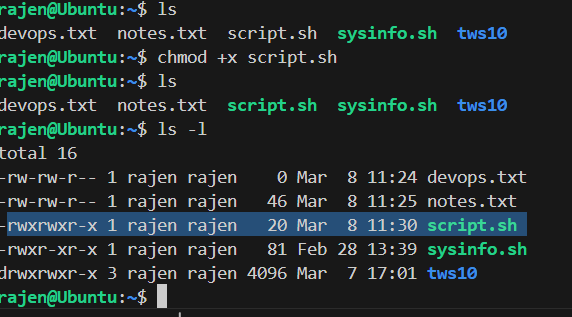 rajen@Ubuntu:~$ ls
devops.txt  notes.txt  script.sh  sysinfo.sh  tws10
rajen@Ubuntu:~$ chmod +x script.sh
rajen@Ubuntu:~$ ls
devops.txt  notes.txt  script.sh  sysinfo.sh  tws10
rajen@Ubuntu:~$ ls -l
total 16
-rw-rw-r-- 1 rajen rajen    0 Mar  8 11:24 devops.txt
-rw-rw-r-- 1 rajen rajen   46 Mar  8 11:25 notes.txt
-rwxrwxr-x 1 rajen rajen   20 Mar  8 11:30 script.sh
-rwxr-xr-x 1 rajen rajen   81 Feb 28 13:39 sysinfo.sh
drwxrwxr-x 3 rajen rajen 4096 Mar  7 17:01 tws10
rajen@Ubuntu:~$